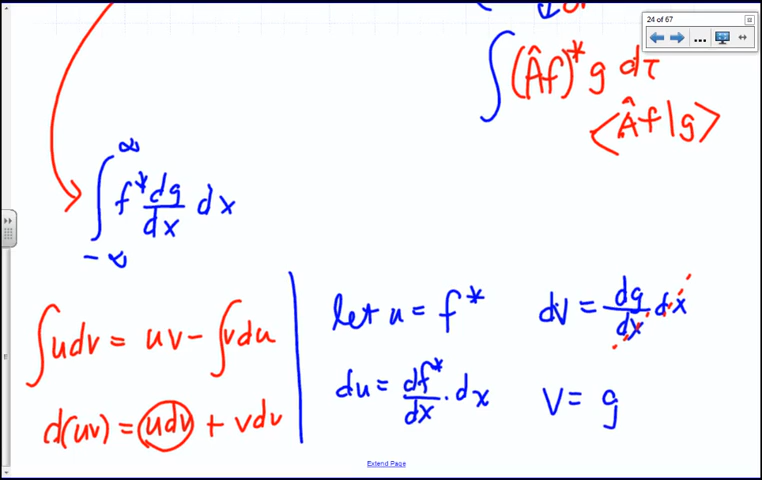 24 of 67
∫ (Âf)* g dτ
⟨Âf|g⟩
∫_{-∞}^{∞} f* dg/dx dx
∫udv = uv - ∫vdu
d(uv) = udv + vdv
let u = f*    dv = dg/dx dx
du = df*/dx · dx    V = g
Extend Page